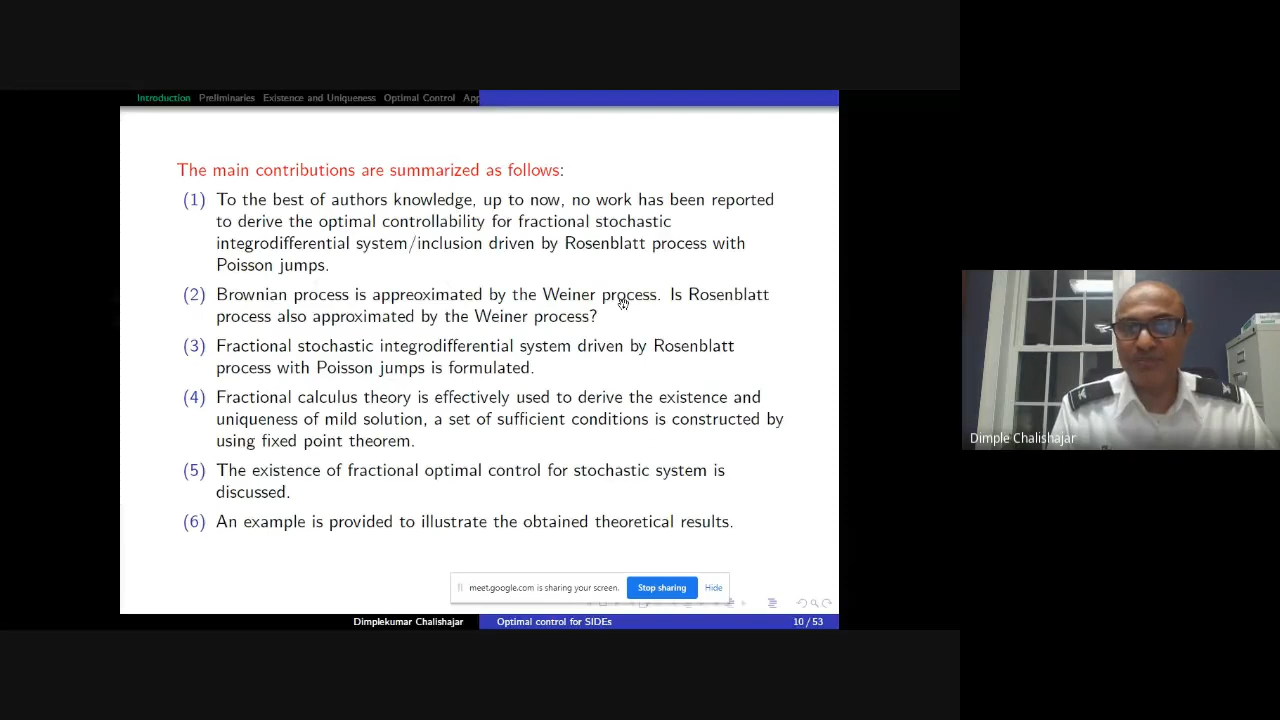 Introduction Preliminaries Existence and Uniqueness Optimal Control App
The main contributions are summarized as follows:
(1) To the best of authors knowledge, up to now, no work has been reported
to derive the optimal controllability for fractional stochastic
integrodifferential system/inclusion driven by Rosenblatt process with
Poisson jumps.
(2) Brownian process is appreoximated by the Weiner process. Is Rosenblatt
process also approximated by the Weiner process?
(3) Fractional stochastic integrodifferential system driven by Rosenblatt
process with Poisson jumps is formulated.
(4) Fractional calculus theory is effectively used to derive the existence and
uniqueness of mild solution, a set of sufficient conditions is constructed by
using fixed point theorem.
(5) The existence of fractional optimal control for stochastic system is
discussed.
(6) An example is provided to illustrate the obtained theoretical results.
meet.google.com is sharing your screen. Stop sharing Hide
Dimplekumar Chalishajar Optimal control for SIDEs 10 / 53
Dimple Chalishajar